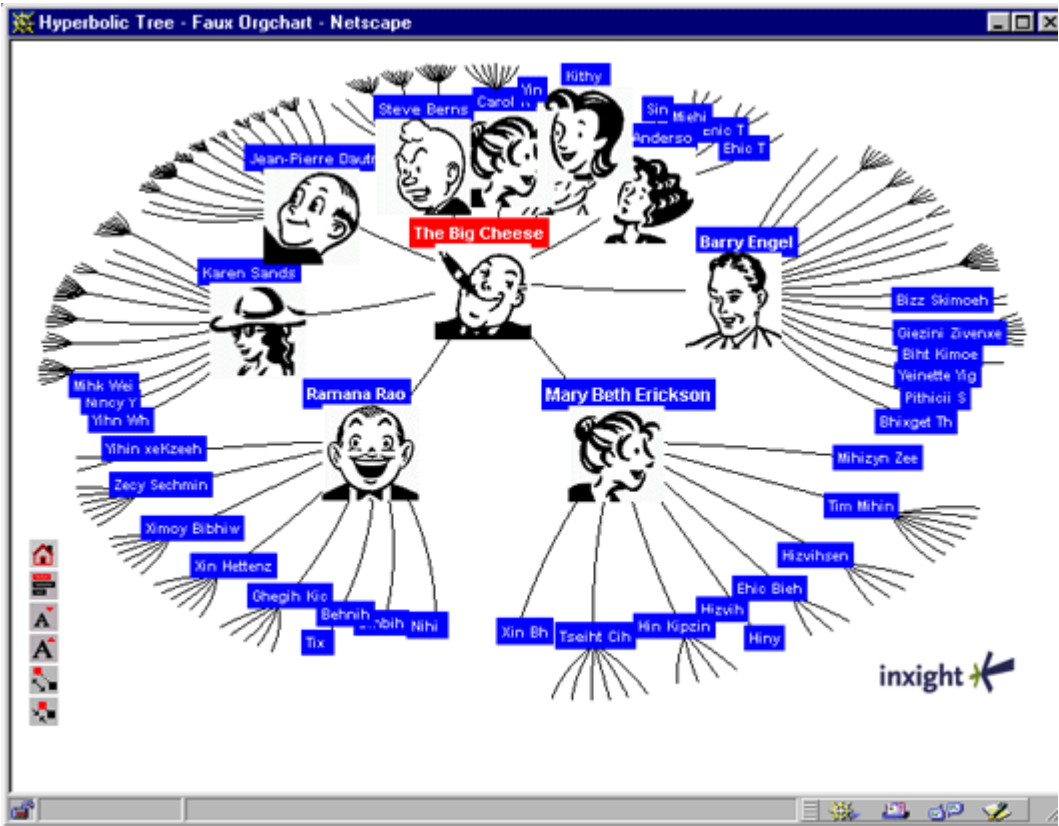 Hyperbolic Tree - Faux Orgchart - Netscape
Kithy
Yin
Carol
Steve Berns
Sin
Miehi
Ehic T
Anderso
Ehic T
Jean-Pierre Dautr
The Big Cheese
Barry Engel
Karen Sands
Bizz Skimoeh
Giezini Zivenxe
Biht Kimoe
Yeinette Yig
Pithicii S
Bhixget Th
Mihk Wei
Nincy Y
Yihn Wh
Ramana Rao
Mary Beth Erickson
Yihin xeKzeeh
Mihizyn Zee
Zecy Sechmin
Tim Mihin
Ximoy Bibhiw
Hizvihsen
Xin Hettenz
Ehic Bieh
Ghegih Kic
Hizvih
Behnih
Nihi
Hin Kipzin
Xin Bh
Tseiht Cih
Hiny
Tix
inxight